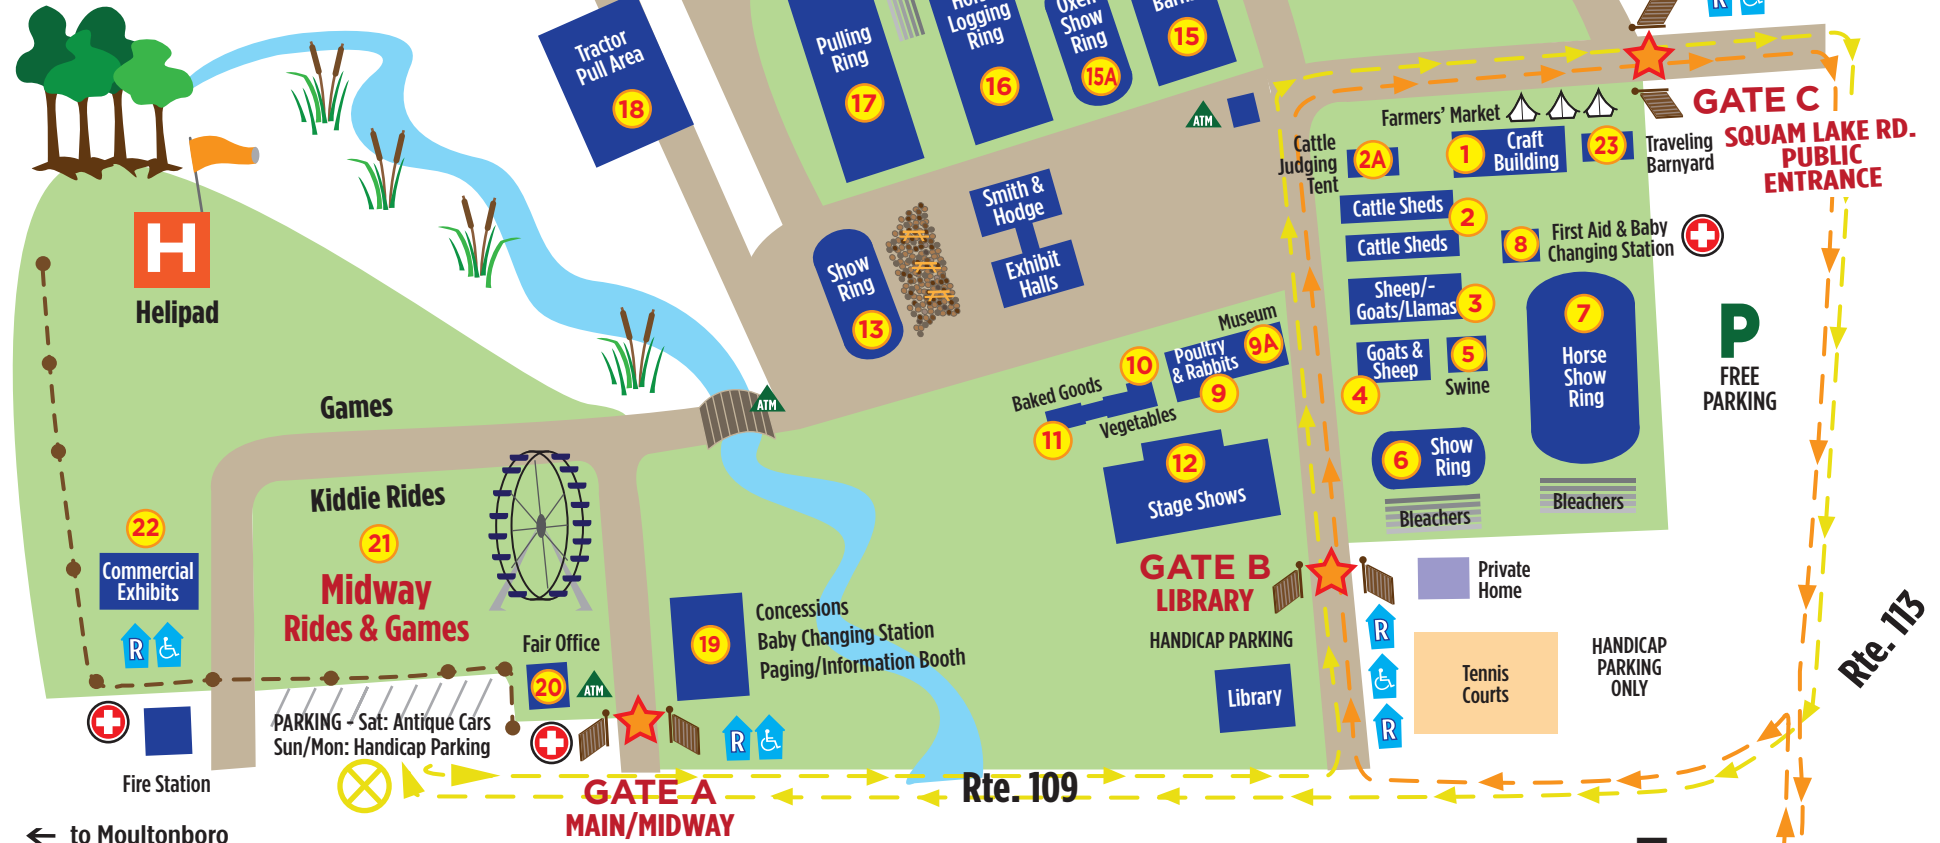 R
Horse
Logging
Ring
16
Oxen
Show
Ring
15A
Barn
15
Tractor
Pull Area
18
Pulling
Ring
17
ATM
Farmers' Market
GATE C
SQUAM LAKE RD.
PUBLIC
ENTRANCE
Cattle
Judging
Tent
2A
1
Craft
Building
23
Traveling
Barnyard
Cattle Sheds
2
Cattle Sheds
8
First Aid & Baby
Changing Station
Smith &
Hodge
Exhibit
Halls
Show
Ring
13
H
Helipad
Sheep/-
Goats/Llamas
3
7
Horse
Show
Ring
P
FREE
PARKING
Museum
9A
Poultry
& Rabbits
9
10
Goats &
Sheep
4
5
Swine
Baked Goods
Vegetables
11
ATM
Games
12
Stage Shows
6
Show
Ring
Bleachers
Bleachers
Kiddie Rides
21
Midway
Rides & Games
22
Commercial
Exhibits
R
GATE B
LIBRARY
HANDICAP PARKING
Private
Home
R
R
Tennis
Courts
HANDICAP
PARKING
ONLY
Rte. 113
Library
19
Concessions
Baby Changing Station
Paging/Information Booth
Fair Office
20
ATM
R
PARKING - Sat: Antique Cars
Sun/Mon: Handicap Parking
Fire Station
GATE A
MAIN/MIDWAY
Rte. 109
← to Moultonboro